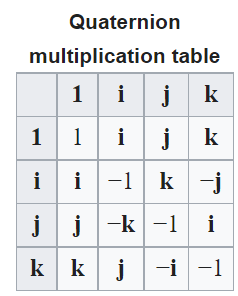 Quaternion
multiplication table
1 i j k
1 1 i j k
i i −1 k −j
j j −k −1 i
k k j −i −1